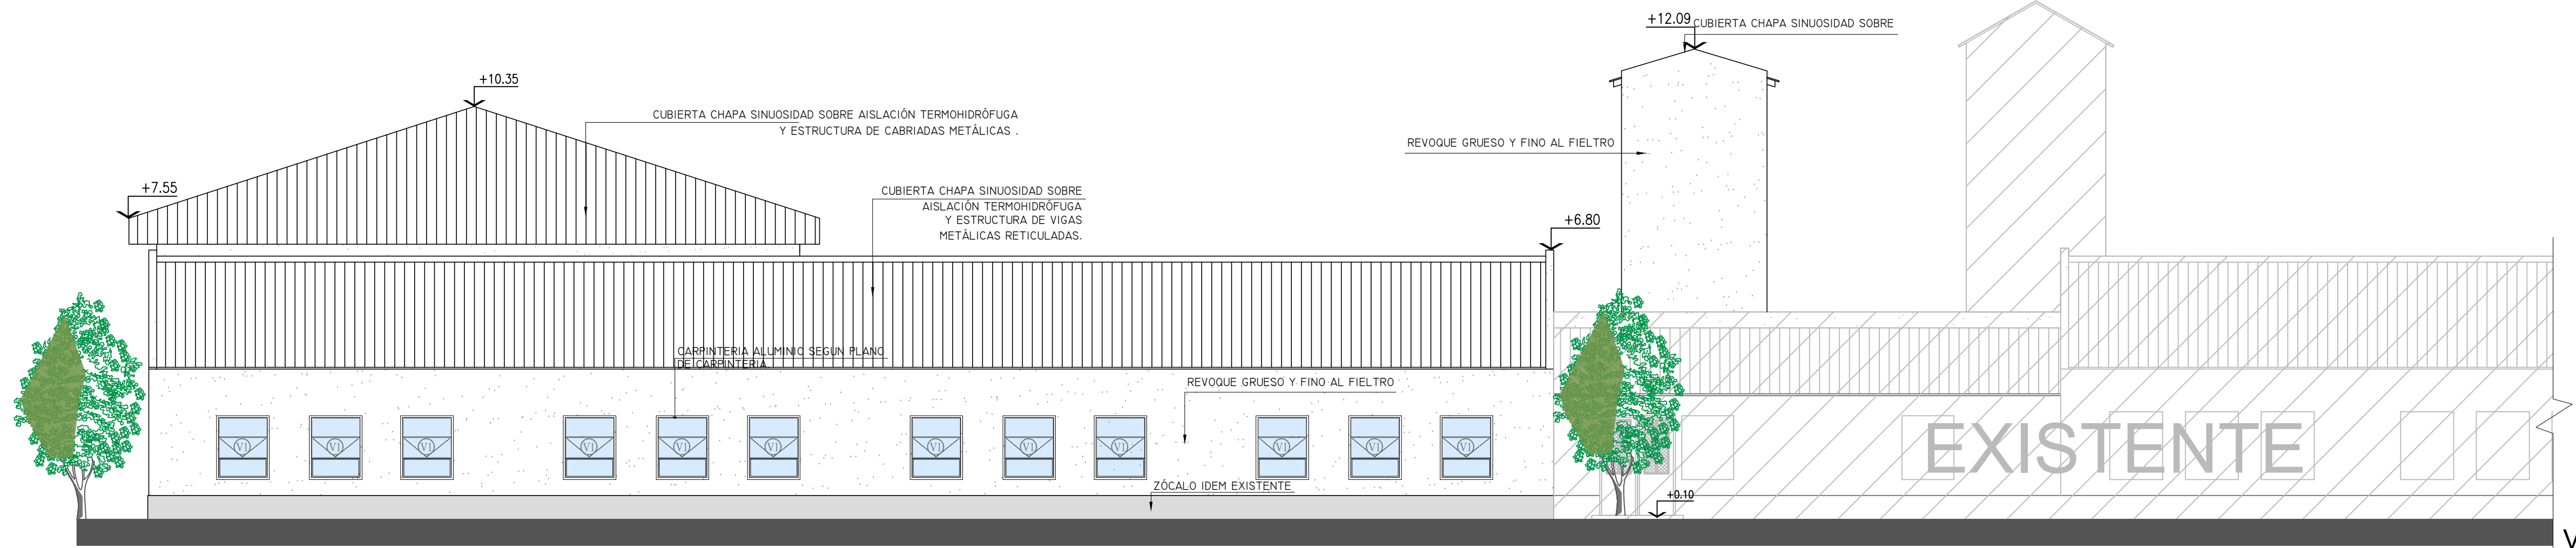 +12.09
CUBIERTA CHAPA SINUOSIDAD SOBRE
+10.35
CUBIERTA CHAPA SINUOSIDAD SOBRE AISLACIÓN TERMOHIDRÓFUGA
Y ESTRUCTURA DE CABRIADAS METÁLICAS .
REVOQUE GRUESO Y FINO AL FIELTRO
+7.55
CUBIERTA CHAPA SINUOSIDAD SOBRE
AISLACIÓN TERMOHIDRÓFUGA
Y ESTRUCTURA DE VIGAS
METÁLICAS RETICULADAS.
+6.80
CARPINTERIA ALUMINIO SEGUN PLANO
DE CARPINTERIA
REVOQUE GRUESO Y FINO AL FIELTRO
V1 V1 V1 V1 V1 V1 V1 V1 V1 V1 V1 V1
EXISTENTE
ZÓCALO IDEM EXISTENTE
+0.10